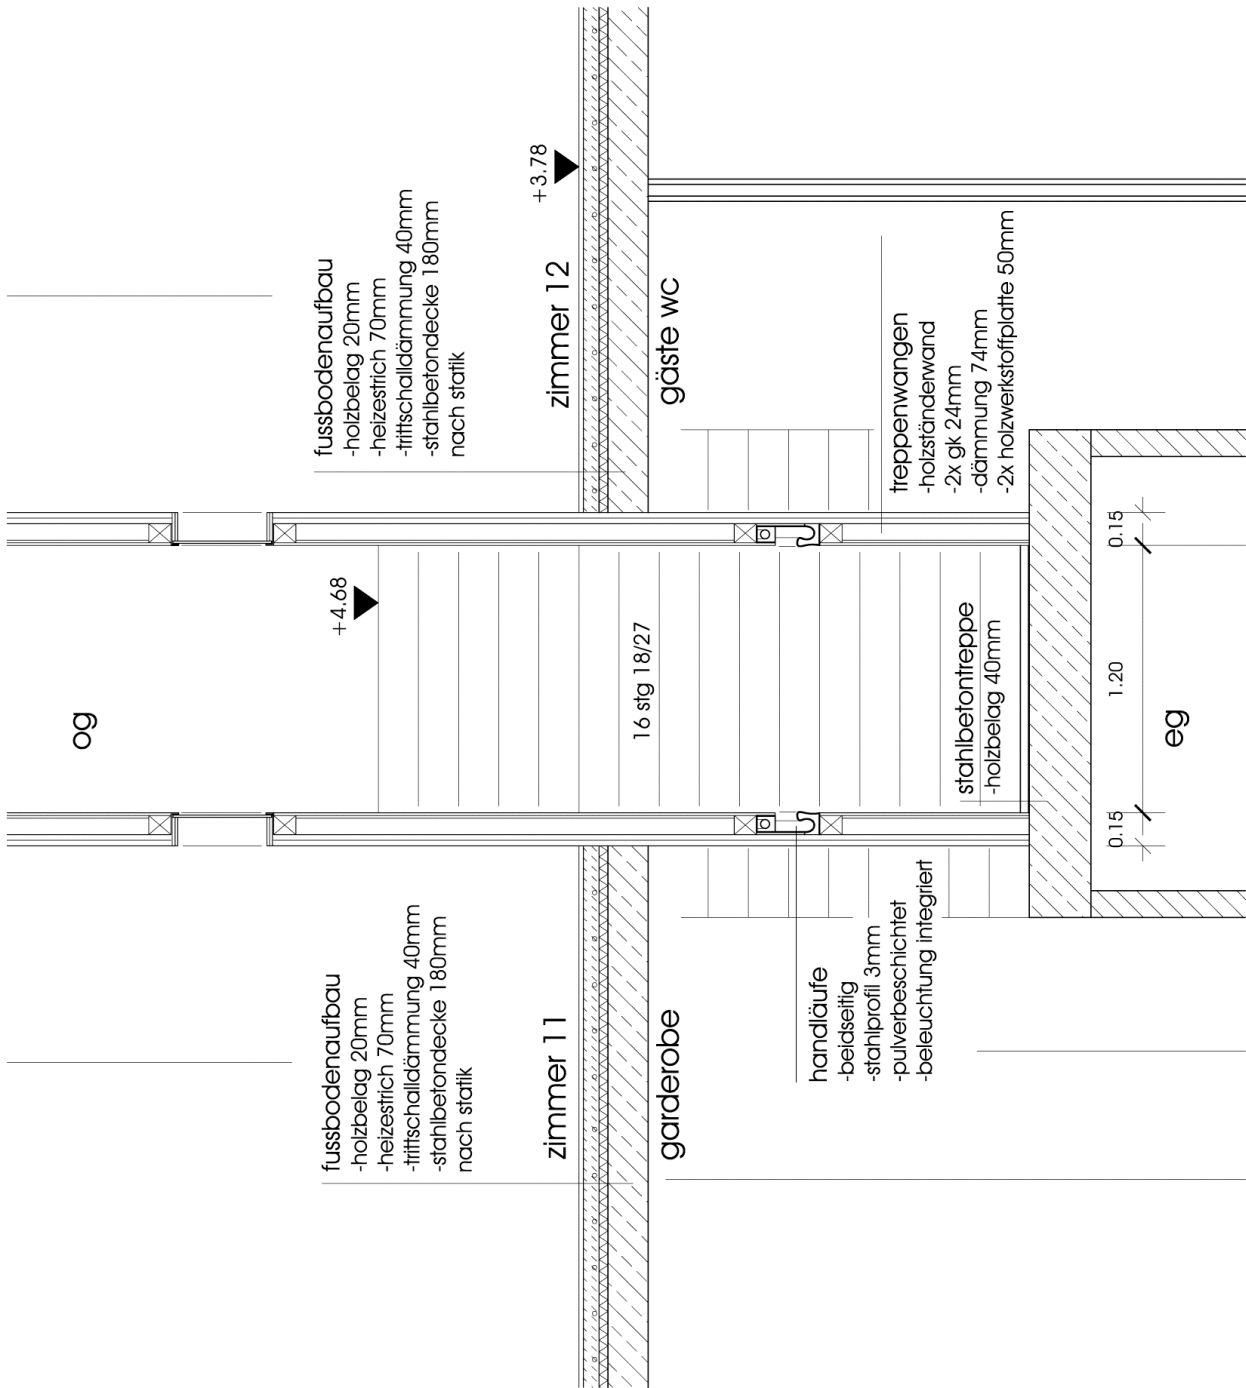 og
+4.68
fussbodenaufbau
-holzbelag 20mm
-heizestrich 70mm
-trittschalldämmung 40mm
-stahlbetondecke 180mm
nach statik
fussbodenaufbau
-holzbelag 20mm
-heizestrich 70mm
-trittschalldämmung 40mm
-stahlbetondecke 180mm
nach statik
+3.78
zimmer 11
zimmer 12
garderobe
gäste wc
16 stg 18/27
handläufe
-beidseitig
-stahlprofil 3mm
-pulverbeschichtet
-beleuchtung integriert
stahlbetontreppe
-holzbelag 40mm
treppenwangen
-holzständerwand
-2x gk 24mm
-dämmung 74mm
-2x holzwerkstoffplatte 50mm
0.15
1.20
0.15
eg